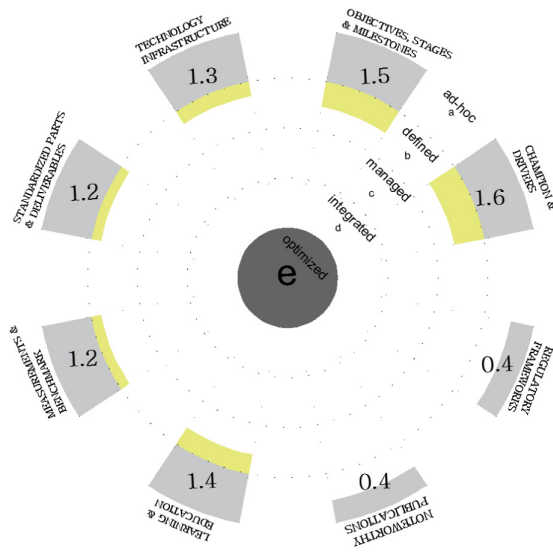 TECHNOLOGY
INFRASTRUCTURE
1.3
OBJECTIVES, STAGES
& MILESTONES
1.5
ad-hoc
a
defined
b
managed
c
integrated
d
optimized
e
CHAMPION &
DRIVERS
1.6
REGULATORY
FRAMEWORKS
0.4
NOTEWORTHY
PUBLICATIONS
0.4
LEARNING &
EDUCATION
1.4
MEASUREMENTS &
BENCHMARK
1.2
STANDARDIZED PARTS
& DELIVERABLES
1.2